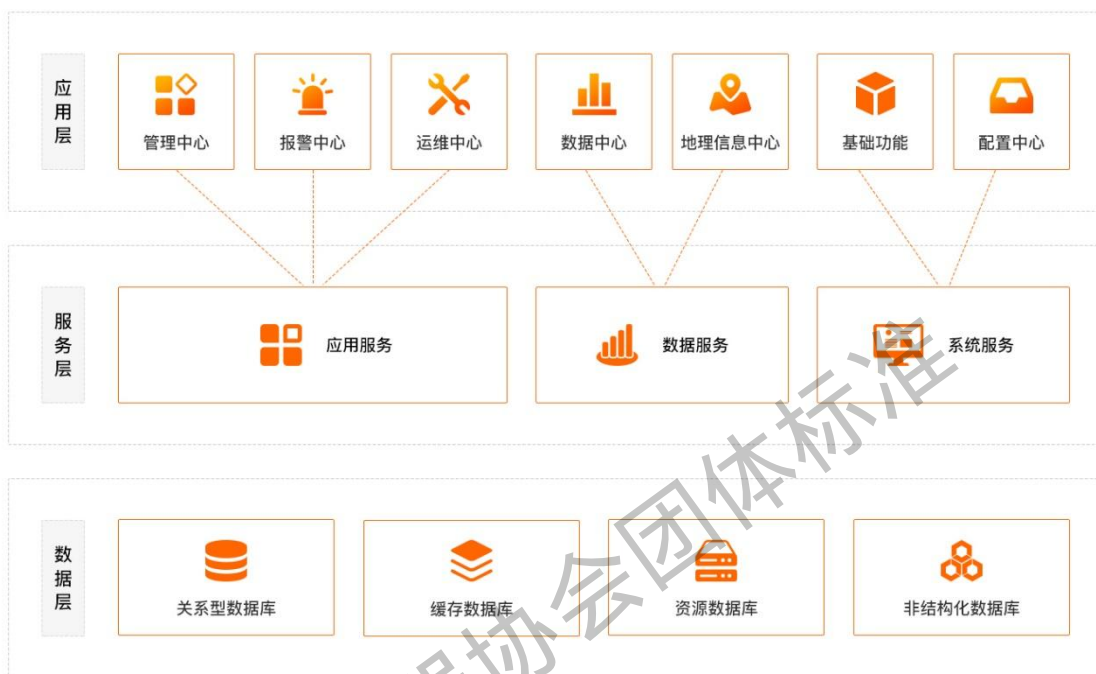 应用层
管理中心
报警中心
运维中心
数据中心
地理信息中心
基础功能
配置中心
服务层
应用服务
数据服务
系统服务
数据层
关系型数据库
缓存数据库
资源数据库
非结构化数据库
协会团体标准